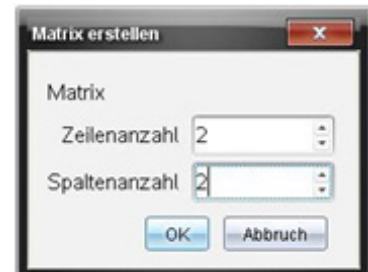 Matrix erstellen
Matrix
Zeilenanzahl 2
Spaltenanzahl 2
OK Abbruch